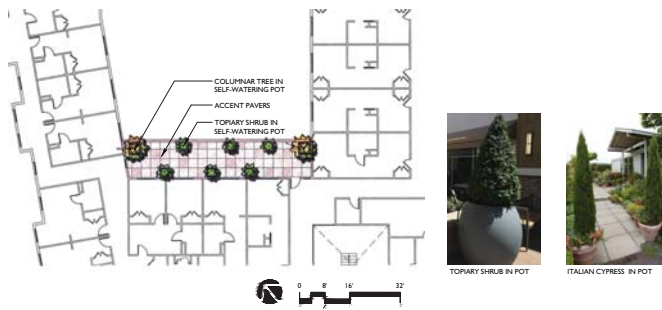 COLUMNAR TREE IN
SELF-WATERING POT
ACCENT PAVERS
TOPIARY SHRUB IN
SELF-WATERING POT
TOPIARY SHRUB IN POT
ITALIAN CYPRESS IN POT
0 8' 16' 32'